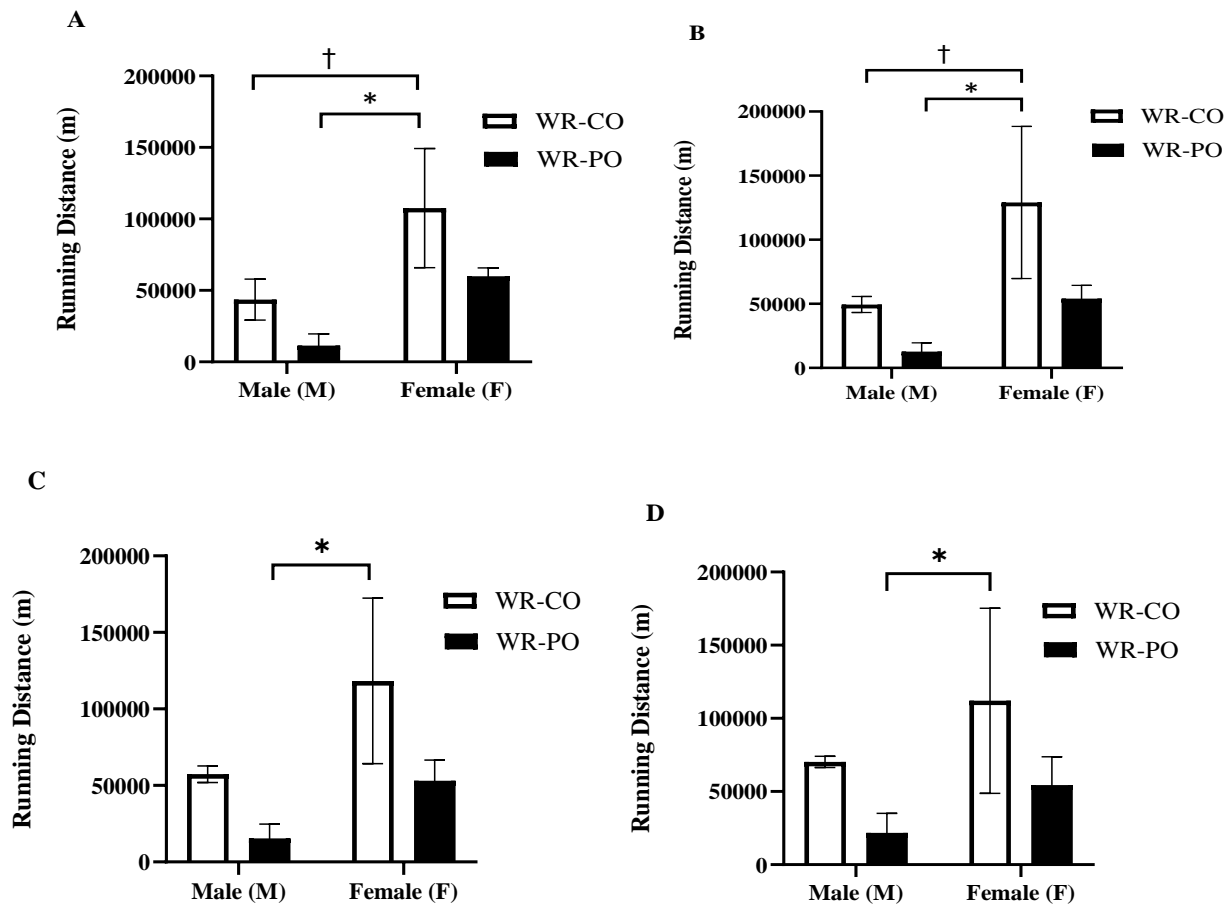 A
†
*
200000
150000
100000
50000
0
Running Distance (m)
WR-CO
WR-PO
Male (M) Female (F)
B
†
*
200000
150000
100000
50000
0
Running Distance (m)
WR-CO
WR-PO
Male (M) Female (F)
C
*
200000
150000
100000
50000
0
Running Distance (m)
WR-CO
WR-PO
Male (M) Female (F)
D
*
200000
150000
100000
50000
0
Running Distance (m)
WR-CO
WR-PO
Male (M) Female (F)